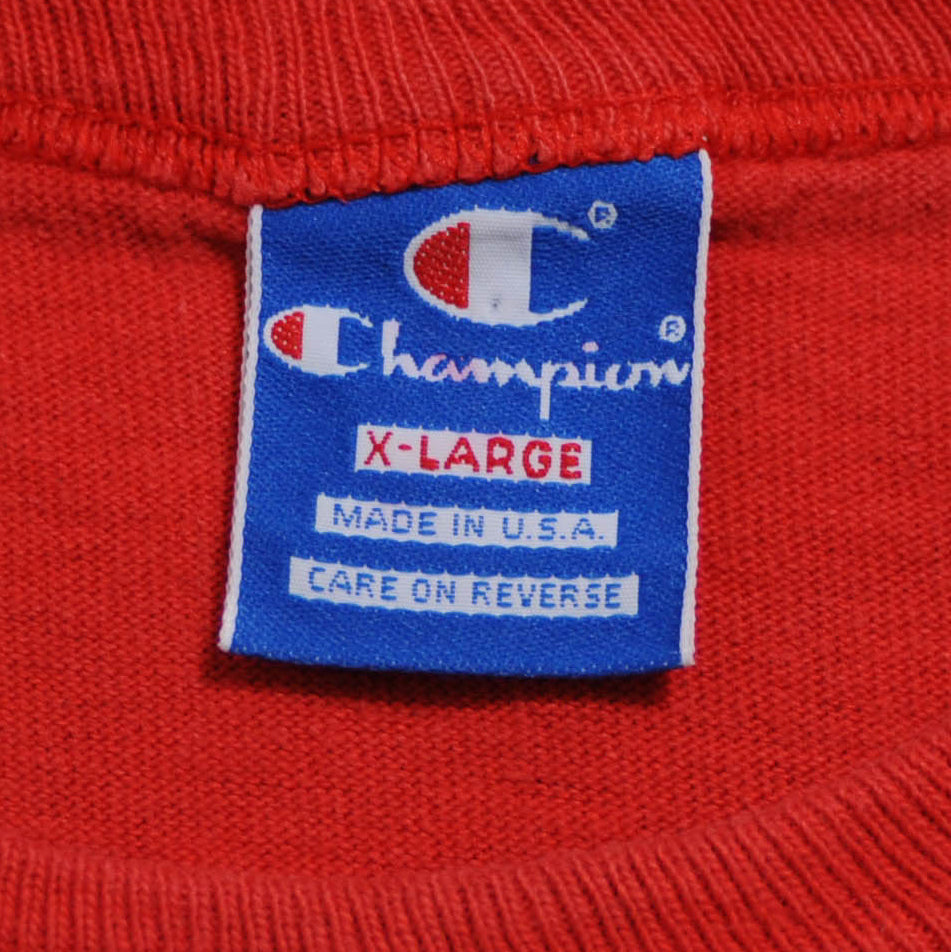 C ®
Champion ®
X-LARGE
MADE IN U.S.A.
CARE ON REVERSE